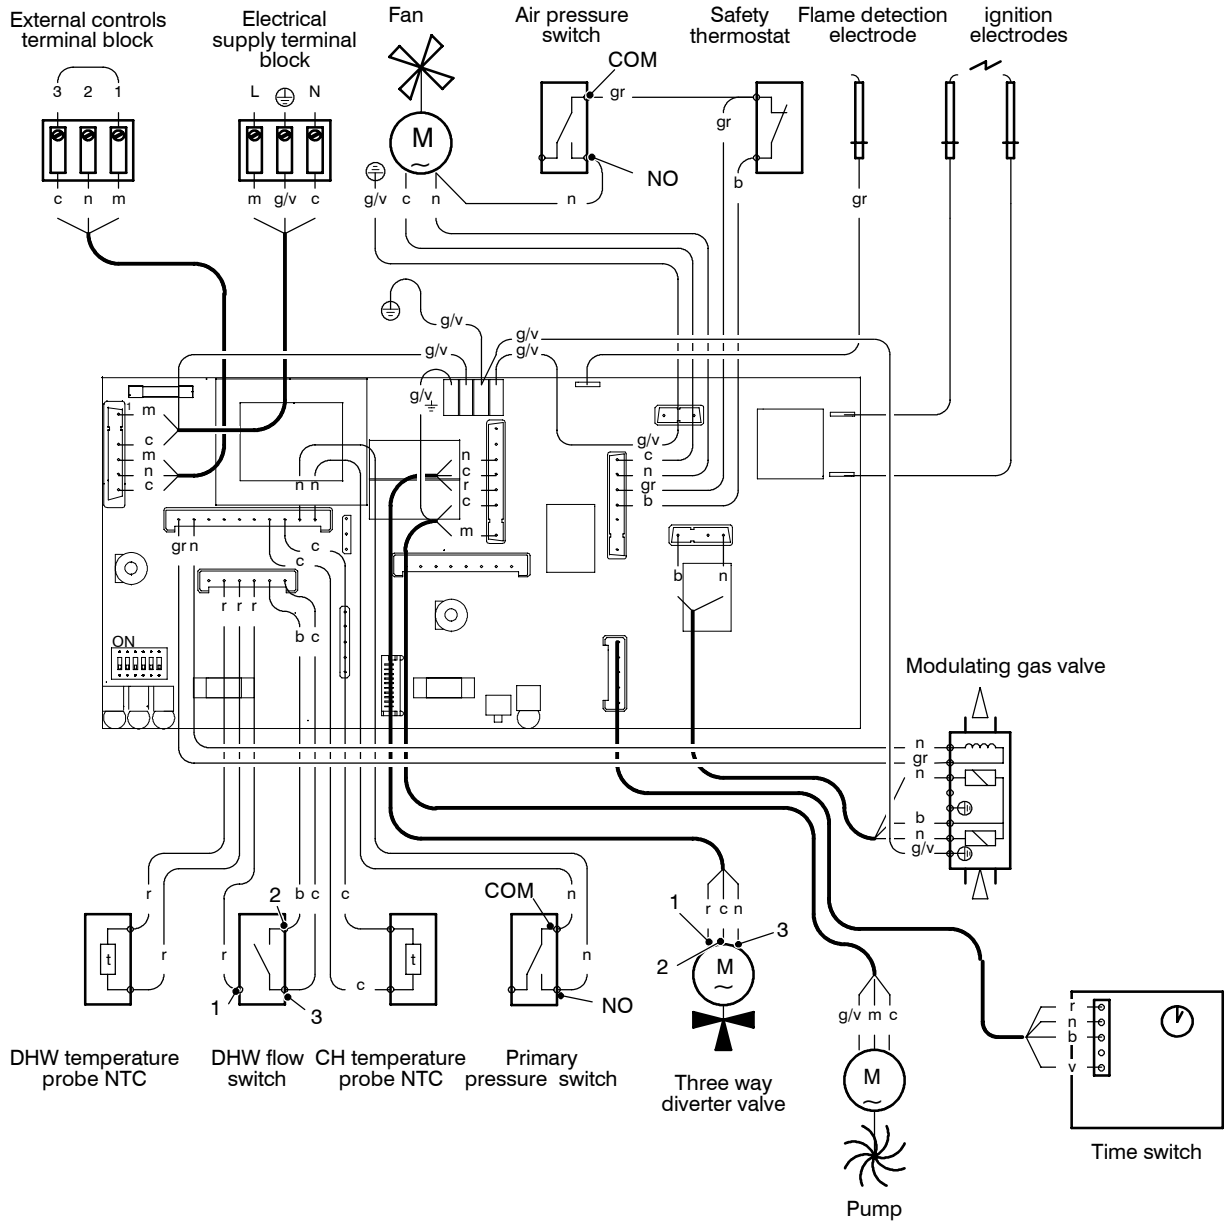 External controls
terminal block
Electrical
supply terminal
block
Fan
Air pressure
switch
Safety
thermostat
Flame detection
electrode
ignition
electrodes
COM
3 2 1
L N
gr
gr
M
~
NO
b
c n m
m g/v c
g/v c n
n
gr
g/v
g/v
g/v
g/v
g/v
1
m
c
m
n
c
n
c
r
c
m
g/v
c
n
gr
b
n n
gr n
c
c
b n
r r r
b c
ON
Modulating gas valve
n
gr
n
b
n
g/v
r
r
2
b c
r
1
3
c
c
t
t
COM
n
n
NO
1
r c n
3
2
M
~
g/v m c
M
~
r
n
b
v
DHW temperature
probe NTC
DHW flow
switch
CH temperature
probe NTC
Primary
pressure switch
Three way
diverter valve
Pump
Time switch